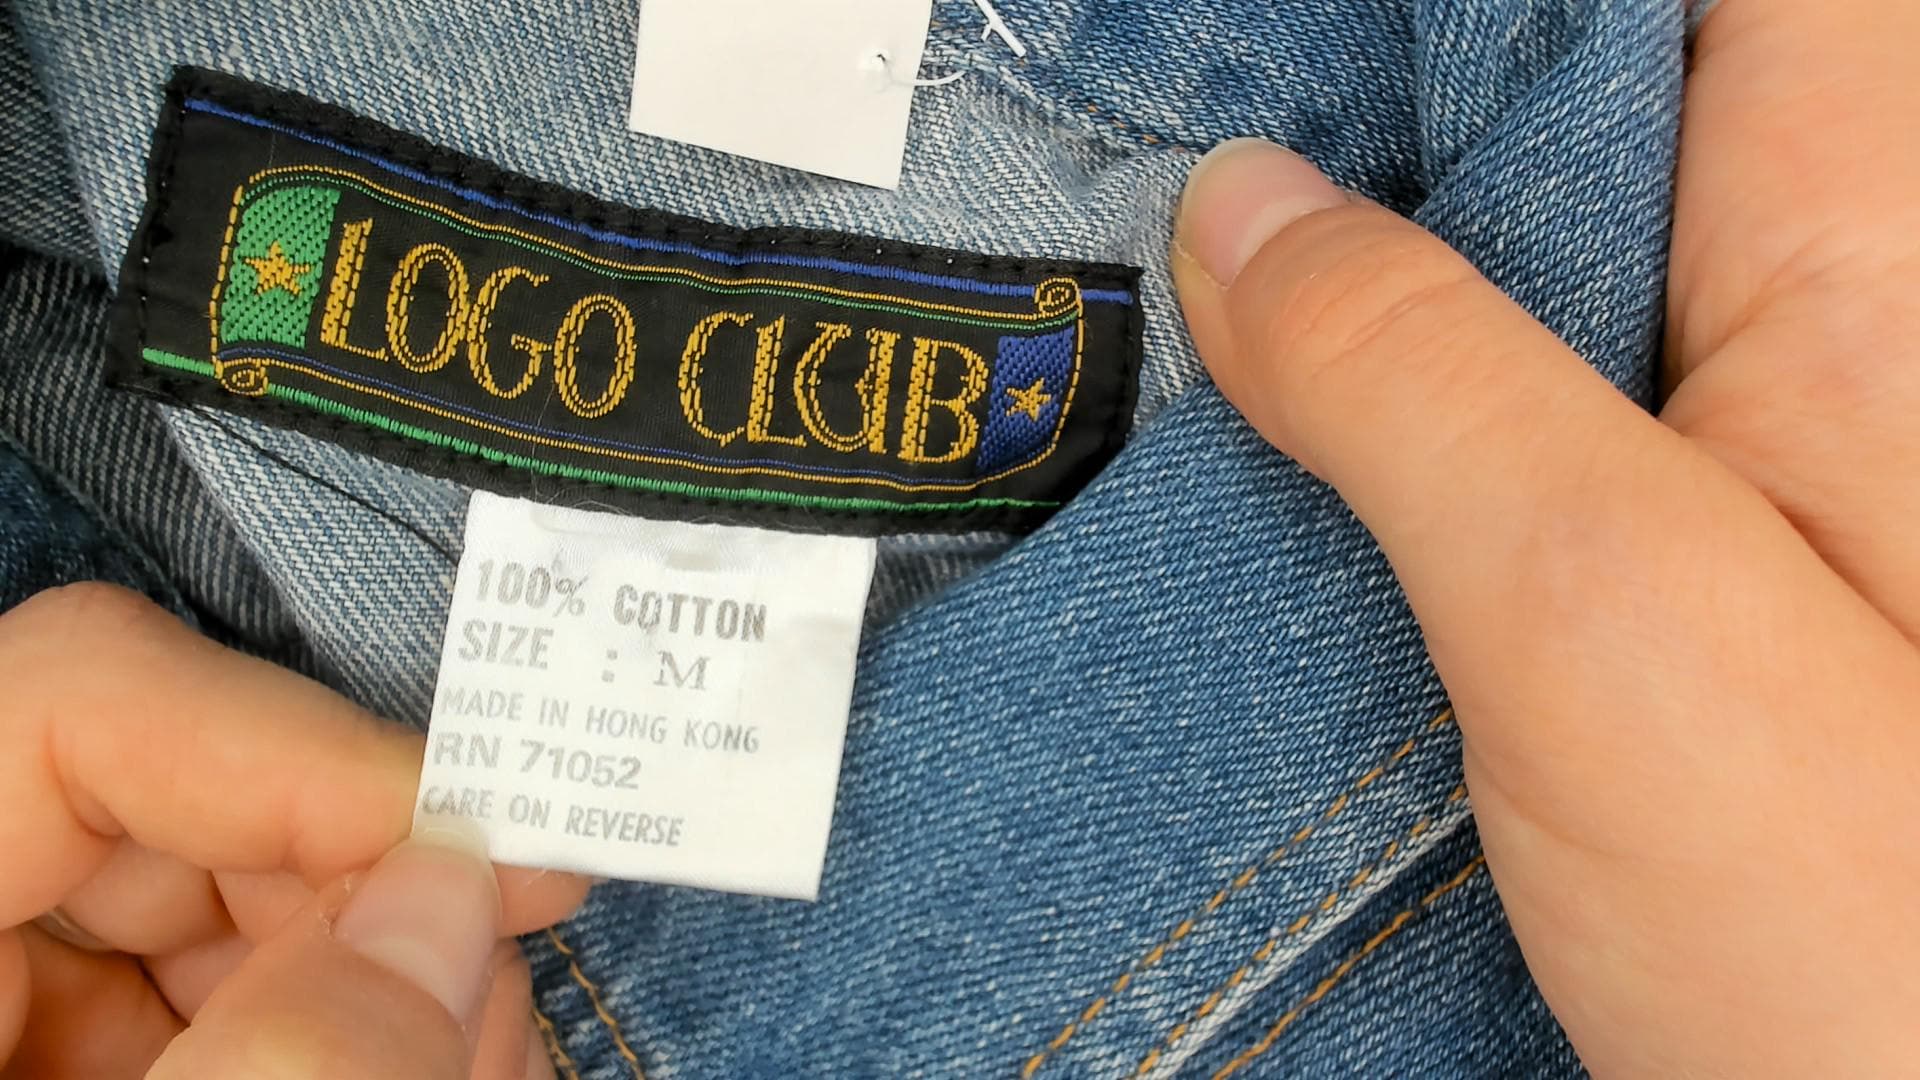 LOGO CLUB
100% COTTON
SIZE : M
MADE IN HONG KONG
RN 71052
CARE ON REVERSE